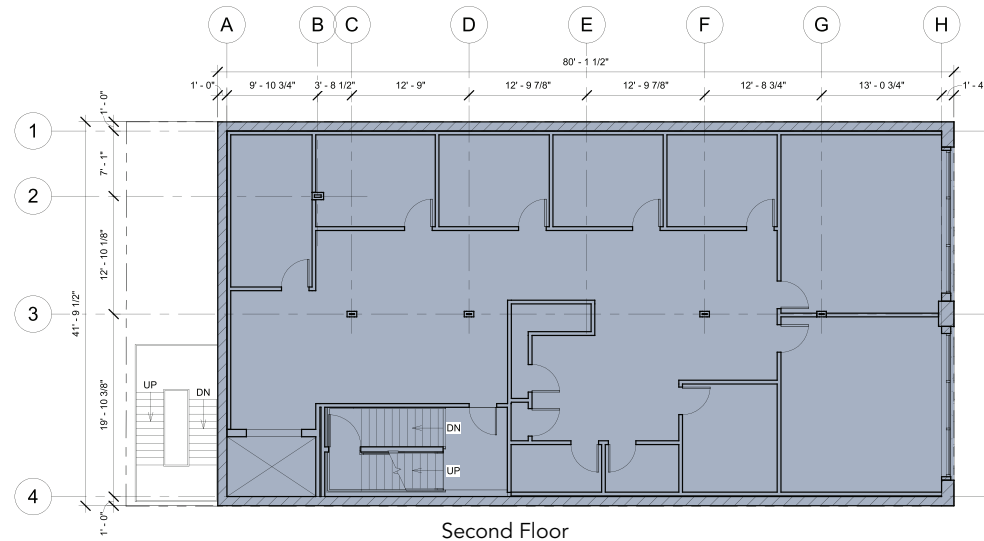 A B C D E F G H
80' - 1 1/2"
1' - 0" 9' - 10 3/4" 3' - 8 1/2" 12' - 9" 12' - 9 7/8" 12' - 9 7/8" 12' - 8 3/4" 13' - 0 3/4" 1' - 4
1' - 0"
1
7' - 1"
2
12' - 10 1/8"
41' - 9 1/2"
3
19' - 10 3/8"
UP DN
DN
UP
4
1' - 0"
Second Floor